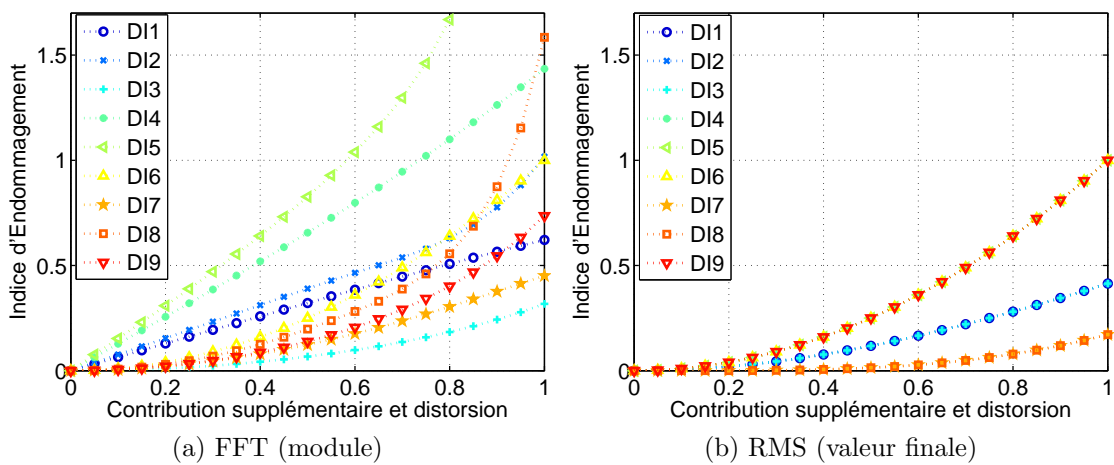 Indice d'Endommagement
1.5
1
0.5
0
DI1
DI2
DI3
DI4
DI5
DI6
DI7
DI8
DI9
0 0.2 0.4 0.6 0.8 1
Contribution supplémentaire et distorsion
(a) FFT (module)
Indice d'Endommagement
1.5
1
0.5
0
DI1
DI2
DI3
DI4
DI5
DI6
DI7
DI8
DI9
0 0.2 0.4 0.6 0.8 1
Contribution supplémentaire et distorsion
(b) RMS (valeur finale)